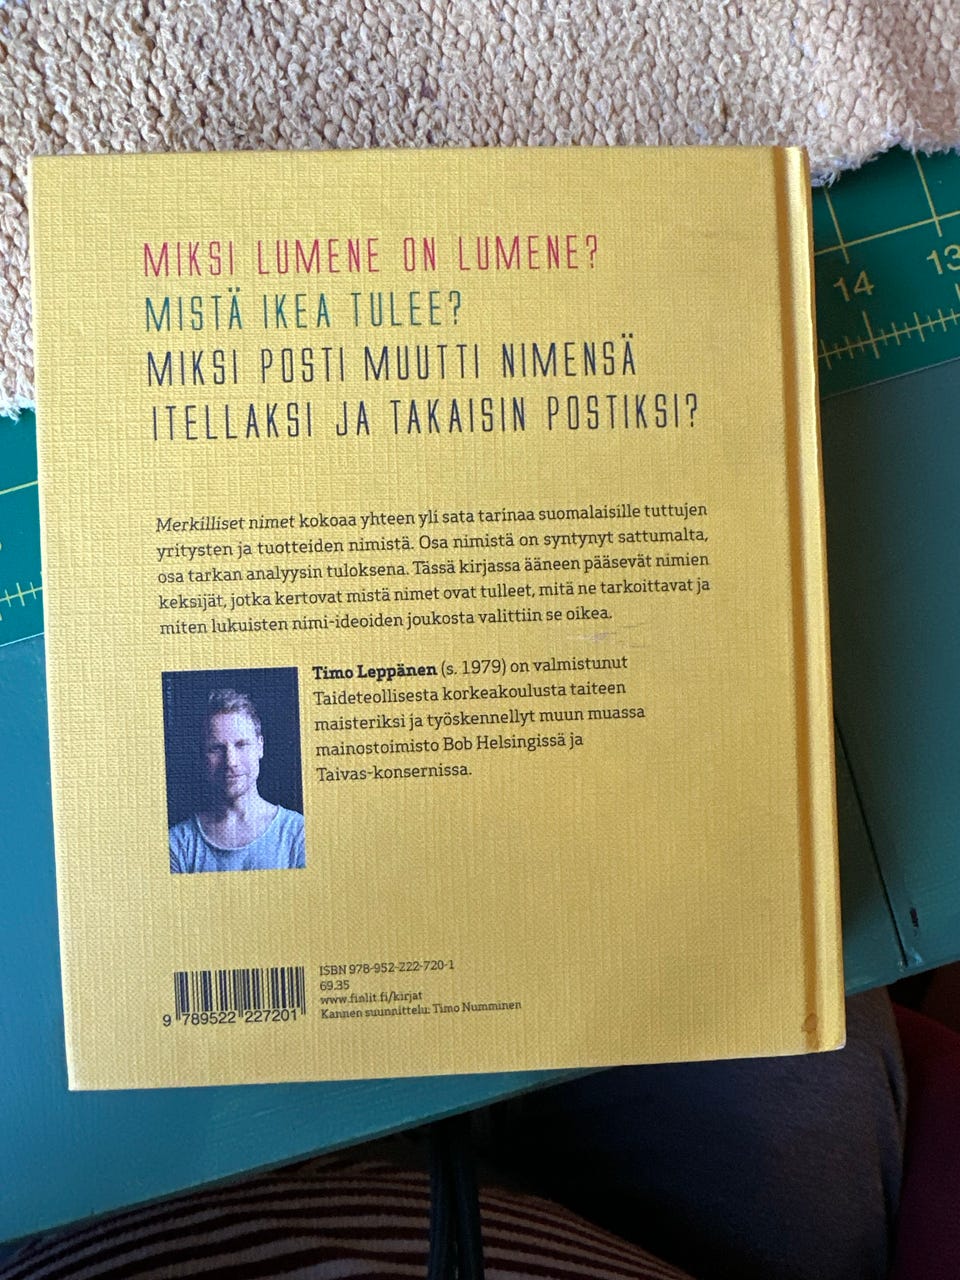 MIKSI LUMENE ON LUMENE?
MISTÄ IKEA TULEE?
MIKSI POSTI MUUTTI NIMENSÄ
ITELLAKSI JA TAKAISIN POSTIKSI?
Merkilliset nimet kokoaa yhteen yli sata tarinaa suomalaisille tuttujen
yritysten ja tuotteiden nimistä. Osa nimistä on syntynyt sattumalta,
osa tarkan analyysin tuloksena. Tässä kirjassa ääneen pääsevät nimien
keksijät, jotka kertovat mistä nimet ovat tulleet, mitä ne tarkoittavat ja
miten lukuisten nimi-ideoiden joukosta valittiin se oikea.
Timo Leppänen (s. 1979) on valmistunut
Taideteollisesta korkeakoulusta taiteen
maisteriksi ja työskennellyt muun muassa
mainostoimisto Bob Helsingissä ja
Taivas-konsernissa.
ISBN 978-952-222-720-1
69.35
www.finlit.fi/kirjat
Kannen suunnittelu: Timo Numminen
9 789522 227201
14 13